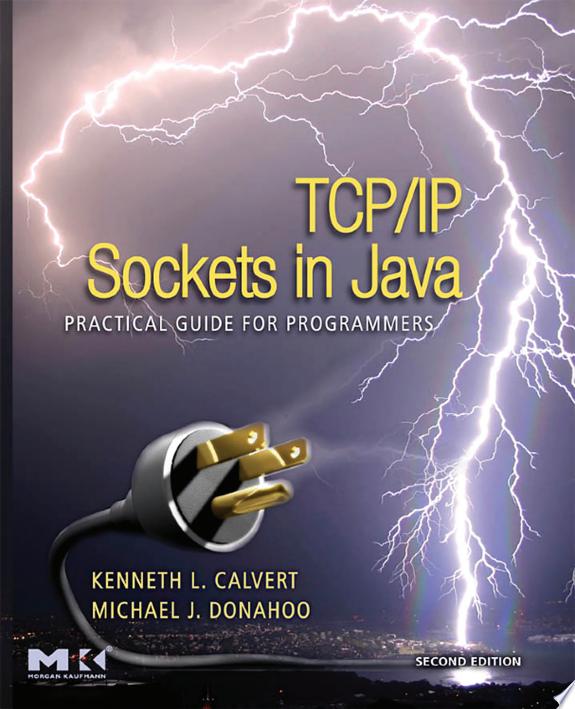 TCP/IP
Sockets in Java
PRACTICAL GUIDE FOR PROGRAMMERS
KENNETH L. CALVERT
MICHAEL J. DONAHOO
MK
MORGAN KAUFMANN
SECOND EDITION